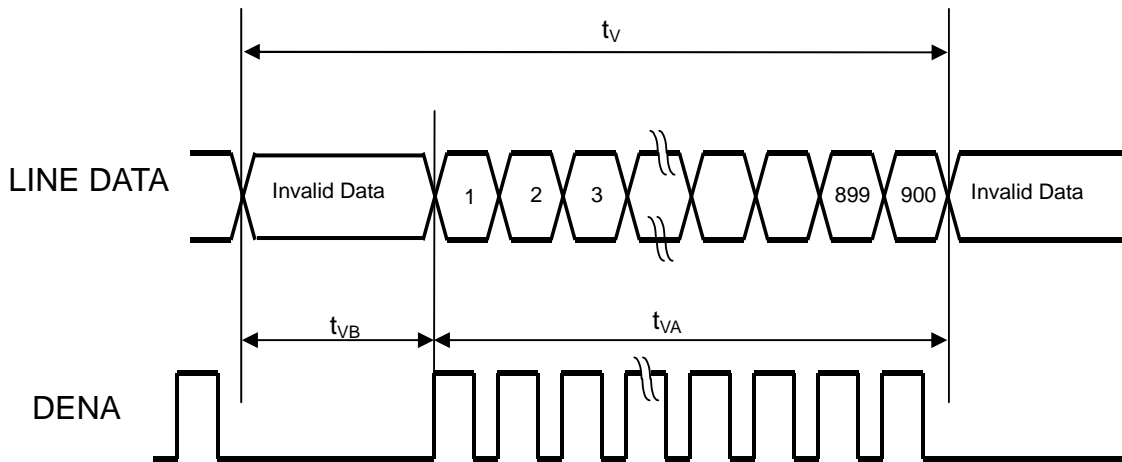 tV
LINE DATA
Invalid Data
1
2
3
899
900
Invalid Data
tVB
tVA
DENA